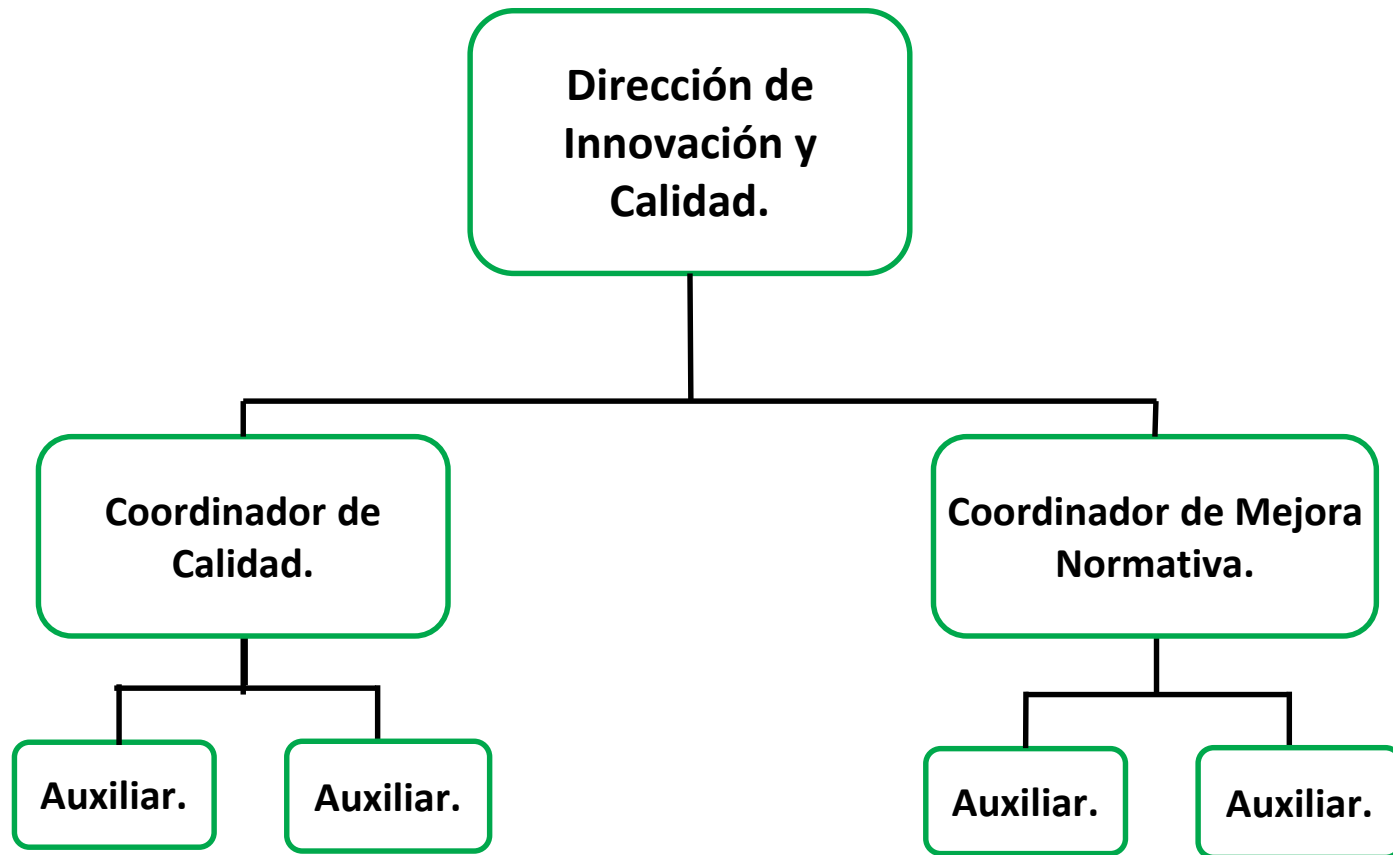 Dirección de
Innovación y
Calidad.
Coordinador de
Calidad.
Coordinador de Mejora
Normativa.
Auxiliar.
Auxiliar.
Auxiliar.
Auxiliar.